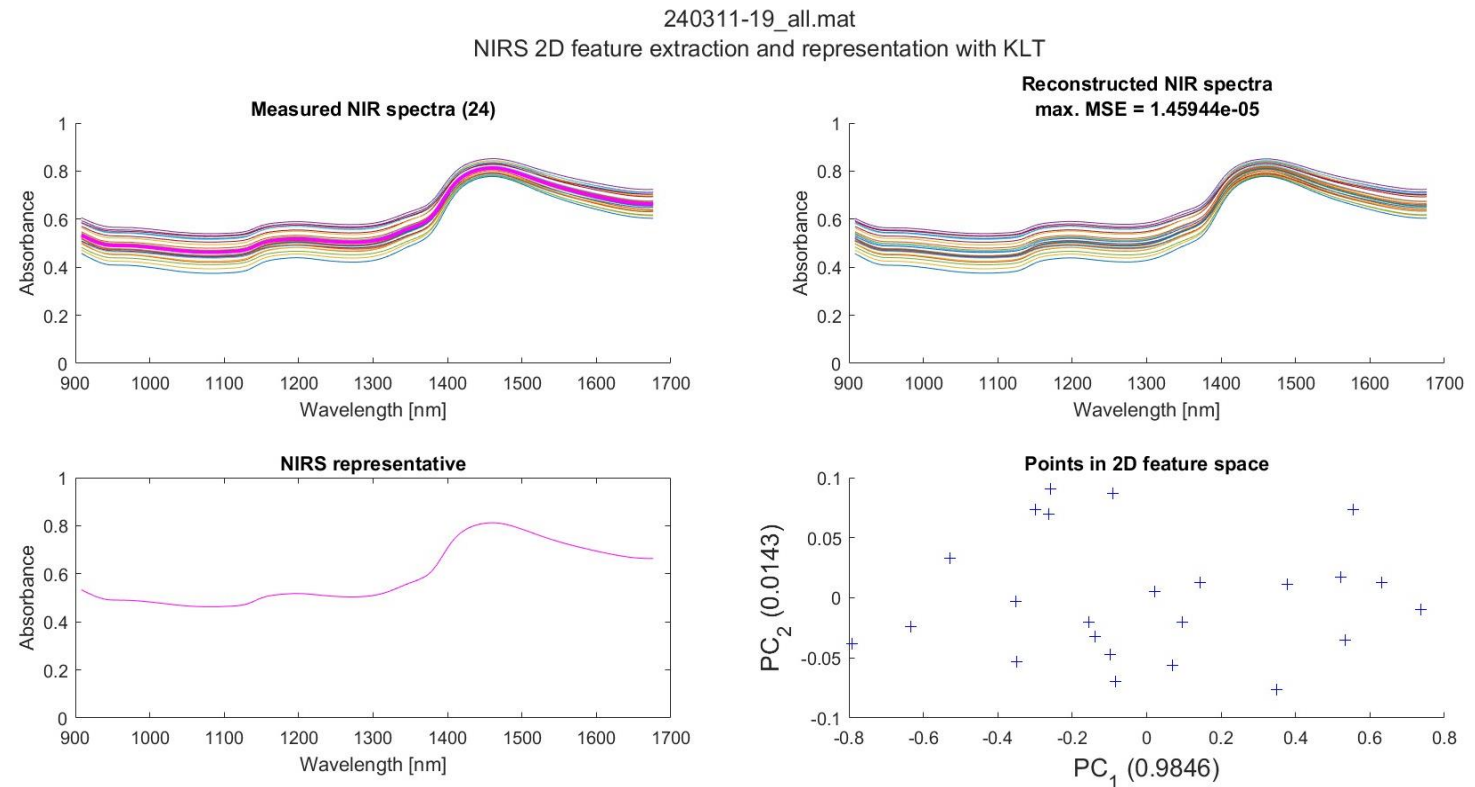 240311-19_all.mat
NIRS 2D feature extraction and representation with KLT
Measured NIR spectra (24)
1
0.8
0.6
0.4
0.2
0
Absorbance
900 1000 1100 1200 1300 1400 1500 1600 1700
Wavelength [nm]
Reconstructed NIR spectra
max. MSE = 1.45944e-05
1
0.8
0.6
0.4
0.2
0
Absorbance
900 1000 1100 1200 1300 1400 1500 1600 1700
Wavelength [nm]
NIRS representative
1
0.8
0.6
0.4
0.2
0
Absorbance
900 1000 1100 1200 1300 1400 1500 1600 1700
Wavelength [nm]
Points in 2D feature space
0.1
0.05
0
-0.05
-0.1
PC2 (0.0143)
-0.8 -0.6 -0.4 -0.2 0 0.2 0.4 0.6 0.8
PC1 (0.9846)